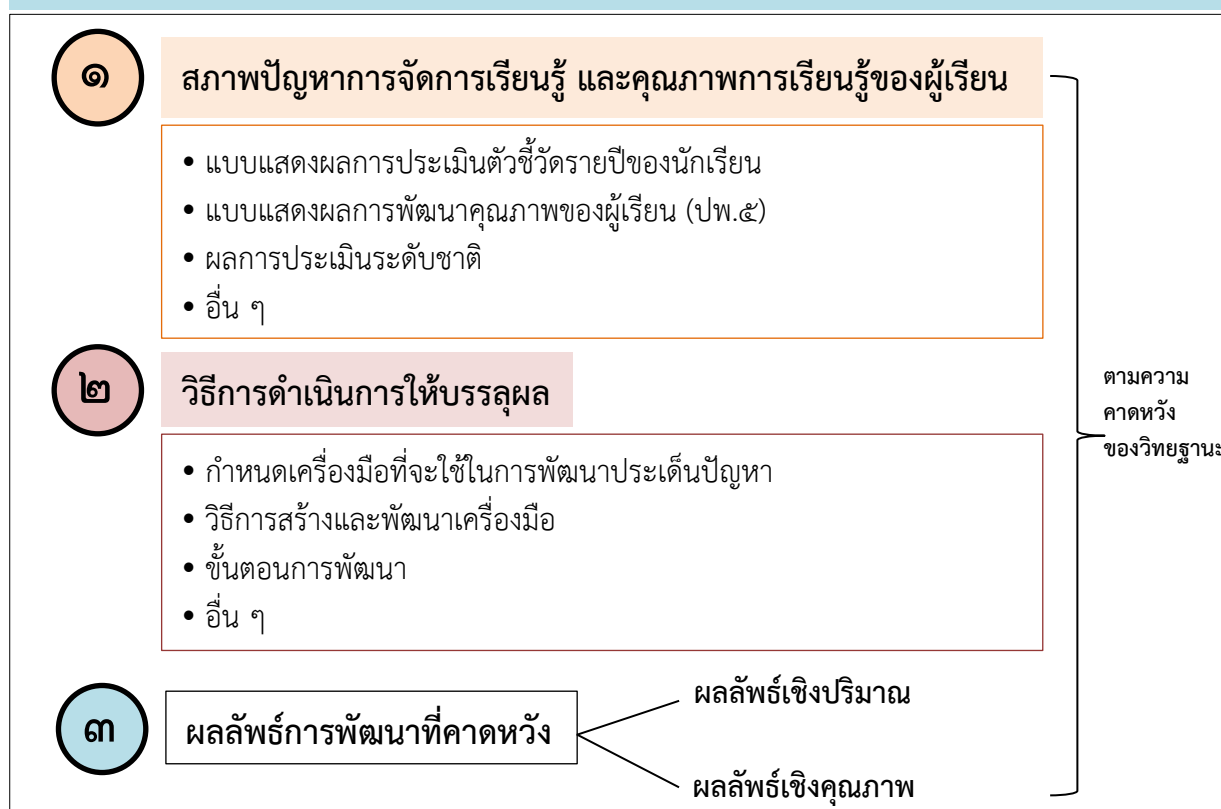 ๑
สภาพปัญหาการจัดการเรียนรู้ และคุณภาพการเรียนรู้ของผู้เรียน
• แบบแสดงผลการประเมินตัวชี้วัดรายปีของนักเรียน
• แบบแสดงผลการพัฒนาคุณภาพของผู้เรียน (ปพ.๕)
• ผลการประเมินระดับชาติ
• อื่น ๆ
๒
วิธีการดำเนินการให้บรรลุผล
• กำหนดเครื่องมือที่จะใช้ในการพัฒนาประเด็นปัญหา
• วิธีการสร้างและพัฒนาเครื่องมือ
• ขั้นตอนการพัฒนา
• อื่น ๆ
๓
ผลลัพธ์การพัฒนาที่คาดหวัง
ผลลัพธ์เชิงปริมาณ
ผลลัพธ์เชิงคุณภาพ
ตามความ
คาดหวัง
ของวิทยฐานะ